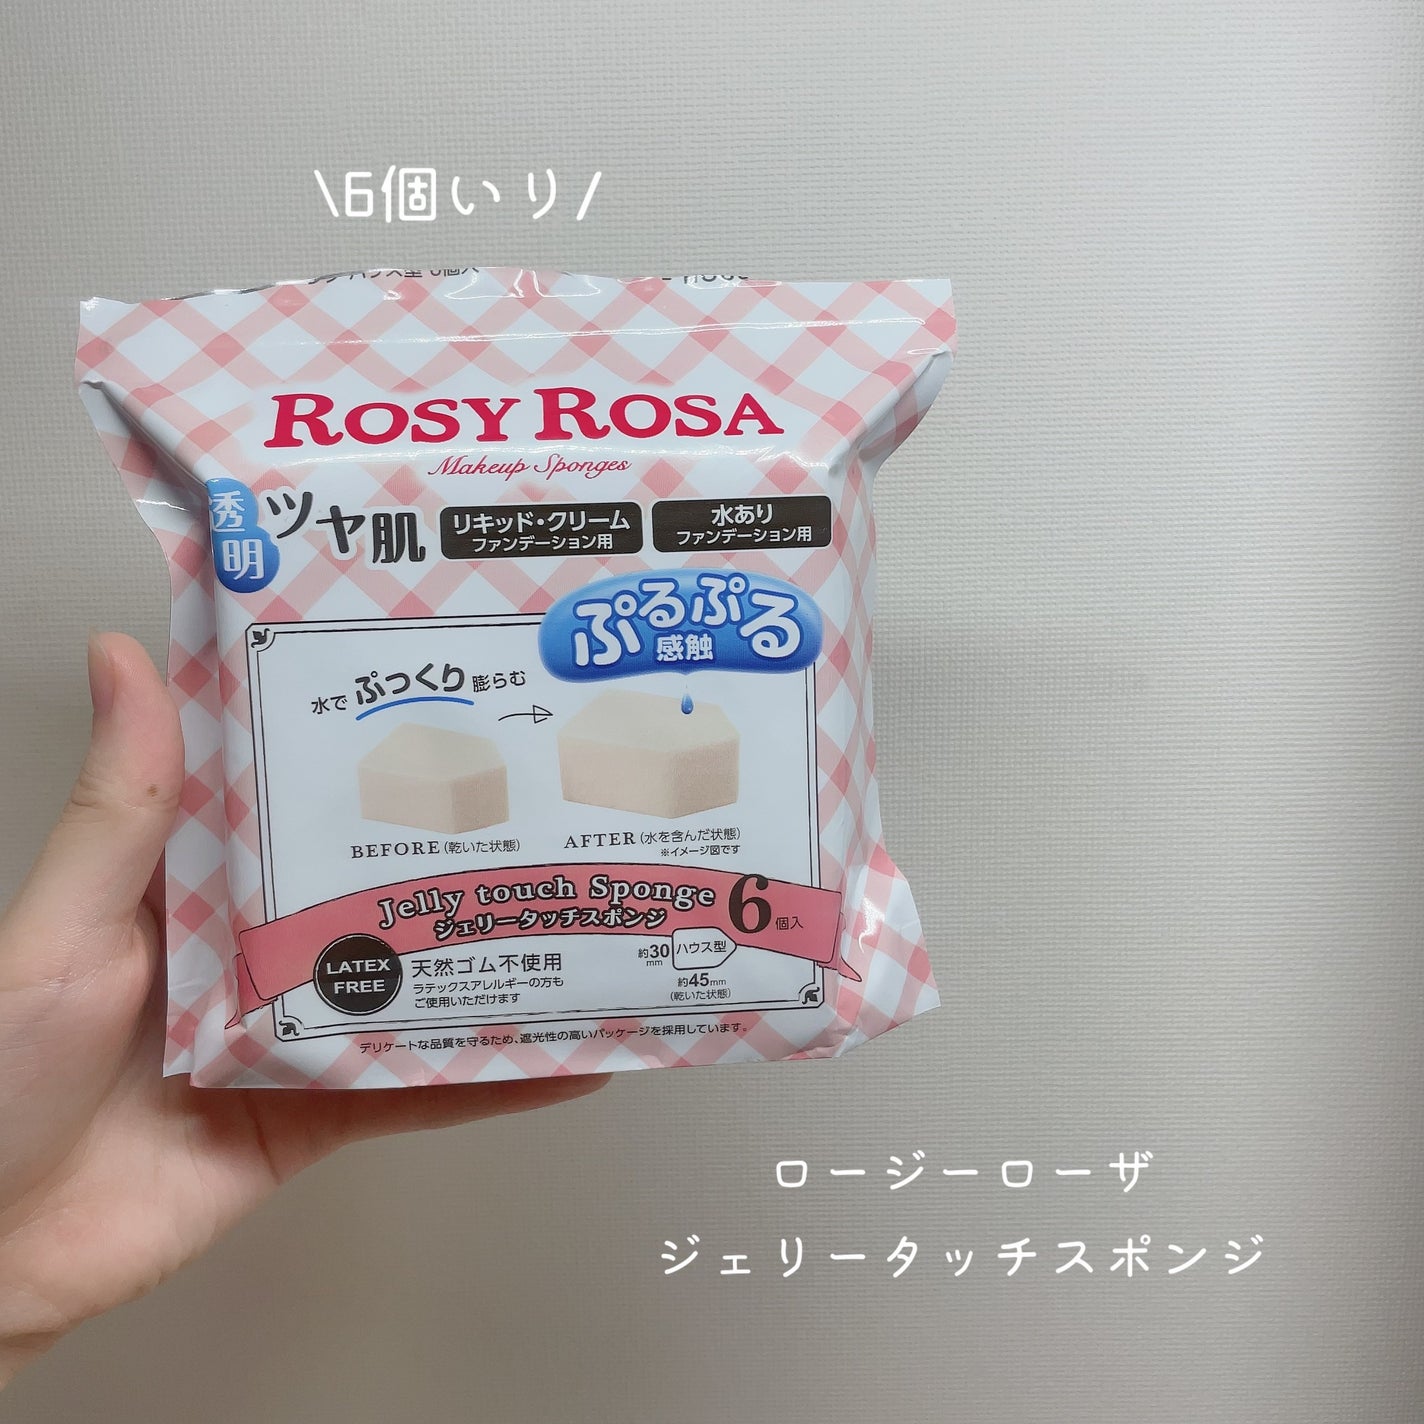 \6個いり/
ROSY ROSA
Makeup Sponges
透明
ツヤ肌
リキッド・クリーム
ファンデーション用
水あり
ファンデーション用
ぷるぷる
感触
水でぷっくり膨らむ
BEFORE(乾いた状態)
AFTER(水を含んだ状態)
※イメージ図です
Jelly touch Sponge
ジェリータッチスポンジ
6個入
LATEX
FREE
天然ゴム不使用
ラテックスアレルギーの方も
ご使用いただけます
約30mm
ハウス型
約45mm
(乾いた状態)
デリケートな品質を守るため、遮光性の高いパッケージを採用しています。
ロージーローザ
ジェリータッチスポンジ